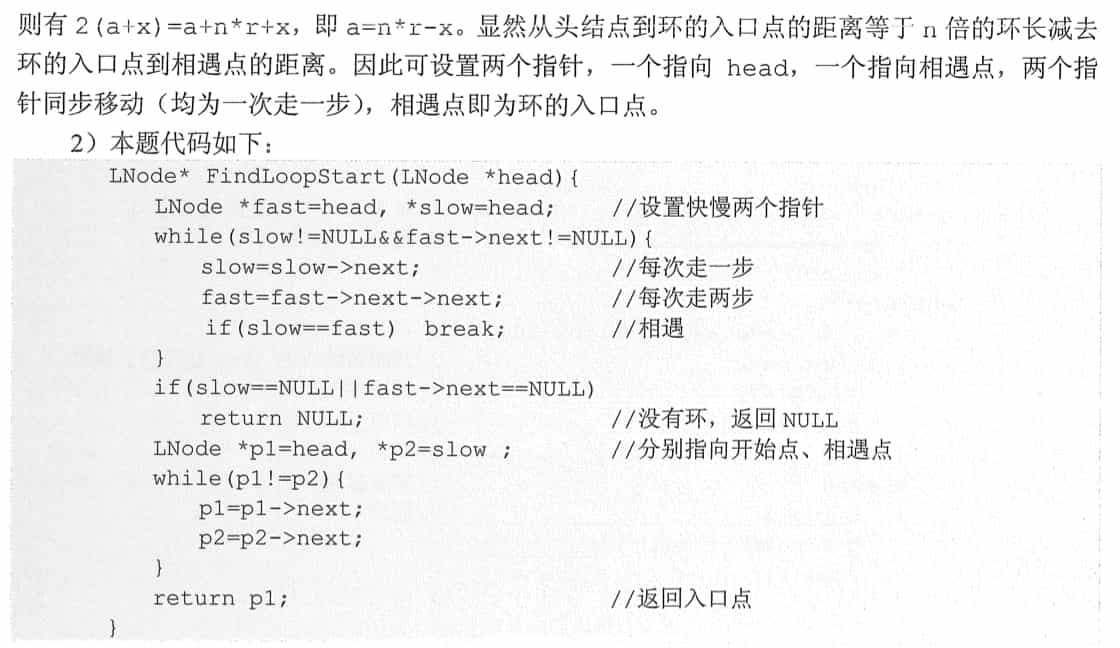 则有 2(a+x)=a+n*r+x，即 a=n*r-x。显然从头结点到环的入口点的距离等于 n 倍的环长减去
环的入口点到相遇点的距离。因此可设置两个指针，一个指向 head，一个指向相遇点，两个指
针同步移动（均为一次走一步），相遇点即为环的入口点。
2）本题代码如下：
LNode* FindLoopStart(LNode *head){
LNode *fast=head, *slow=head; //设置快慢两个指针
while(slow!=NULL&&fast->next!=NULL){
slow=slow->next; //每次走一步
fast=fast->next->next; //每次走两步
if(slow==fast) break; //相遇
}
if(slow==NULL||fast->next==NULL)
return NULL; //没有环，返回 NULL
LNode *p1=head, *p2=slow ; //分别指向开始点、相遇点
while(p1!=p2){
p1=p1->next;
p2=p2->next;
}
return p1; //返回入口点
}